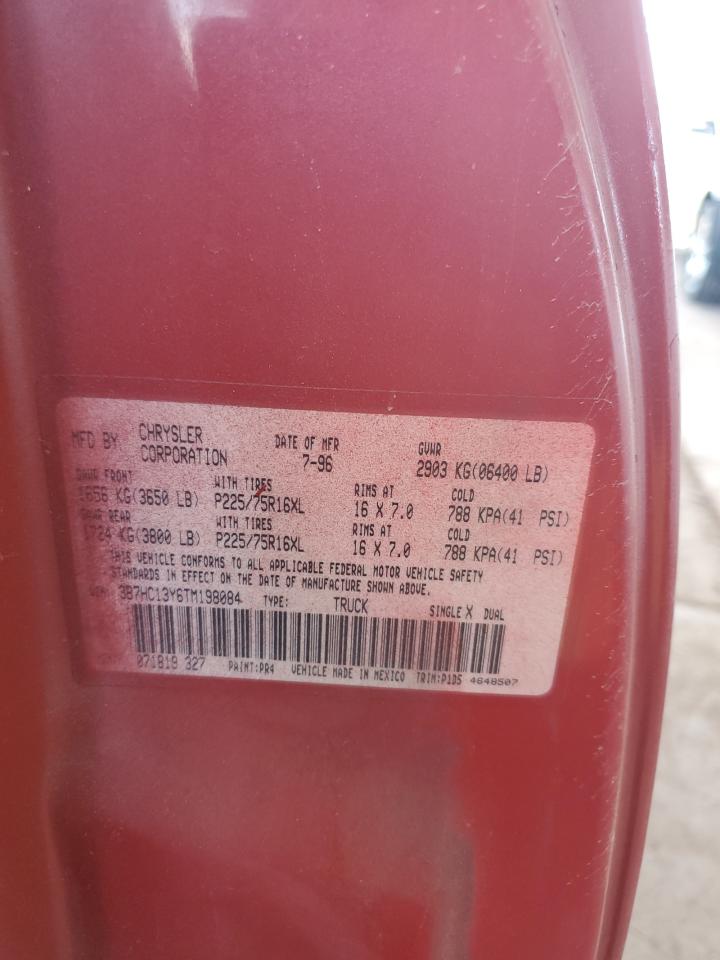 MFD BY CHRYSLER CORPORATION DATE OF MFR 7-96 GVWR 2903 KG(06400 LB)
GAWR FRONT WITH TIRES RIMS AT COLD
1656 KG(3650 LB) P225/75R16XL 16 X 7.0 788 KPA(41 PSI)
GAWR REAR WITH TIRES RIMS AT COLD
1724 KG(3800 LB) P225/75R16XL 16 X 7.0 788 KPA(41 PSI)
THIS VEHICLE CONFORMS TO ALL APPLICABLE FEDERAL MOTOR VEHICLE SAFETY
STANDARDS IN EFFECT ON THE DATE OF MANUFACTURE SHOWN ABOVE.
3B7HC13Y6TM198084 TYPE: TRUCK SINGLE X DUAL
071819 327 PAINT:PR4 VEHICLE MADE IN MEXICO TRIM:P1D5 4648507